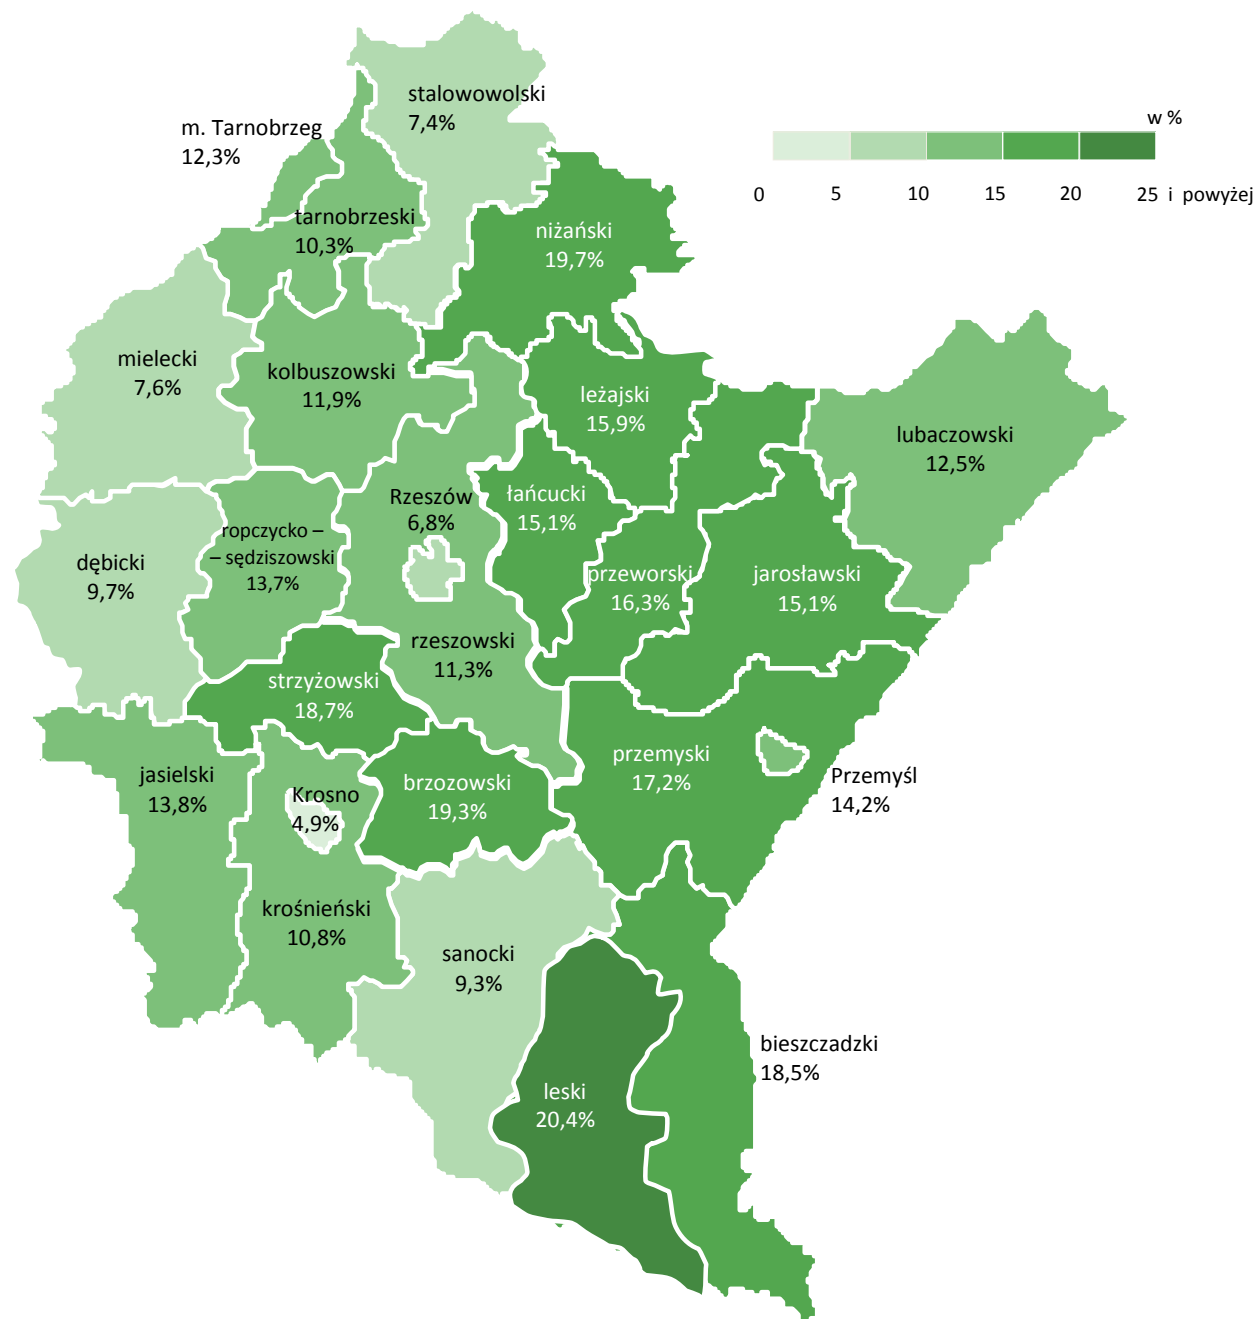 stalowowolski
7,4%
m. Tarnobrzeg
12,3%
w %
0 5 10 15 20 25 i powyżej
tarnobrzeski
10,3%
niżański
19,7%
mielecki
7,6%
kolbuszowski
11,9%
leżajski
15,9%
lubaczowski
12,5%
Rzeszów
6,8%
łańcucki
15,1%
ropczycko –
– sędziszowski
13,7%
dębicki
9,7%
przeworski
16,3%
jarosławski
15,1%
rzeszowski
11,3%
strzyżowski
18,7%
przemyski
17,2%
Przemyśl
14,2%
jasielski
13,8%
Krosno
4,9%
brzozowski
19,3%
krośnieński
10,8%
sanocki
9,3%
bieszczadzki
18,5%
leski
20,4%